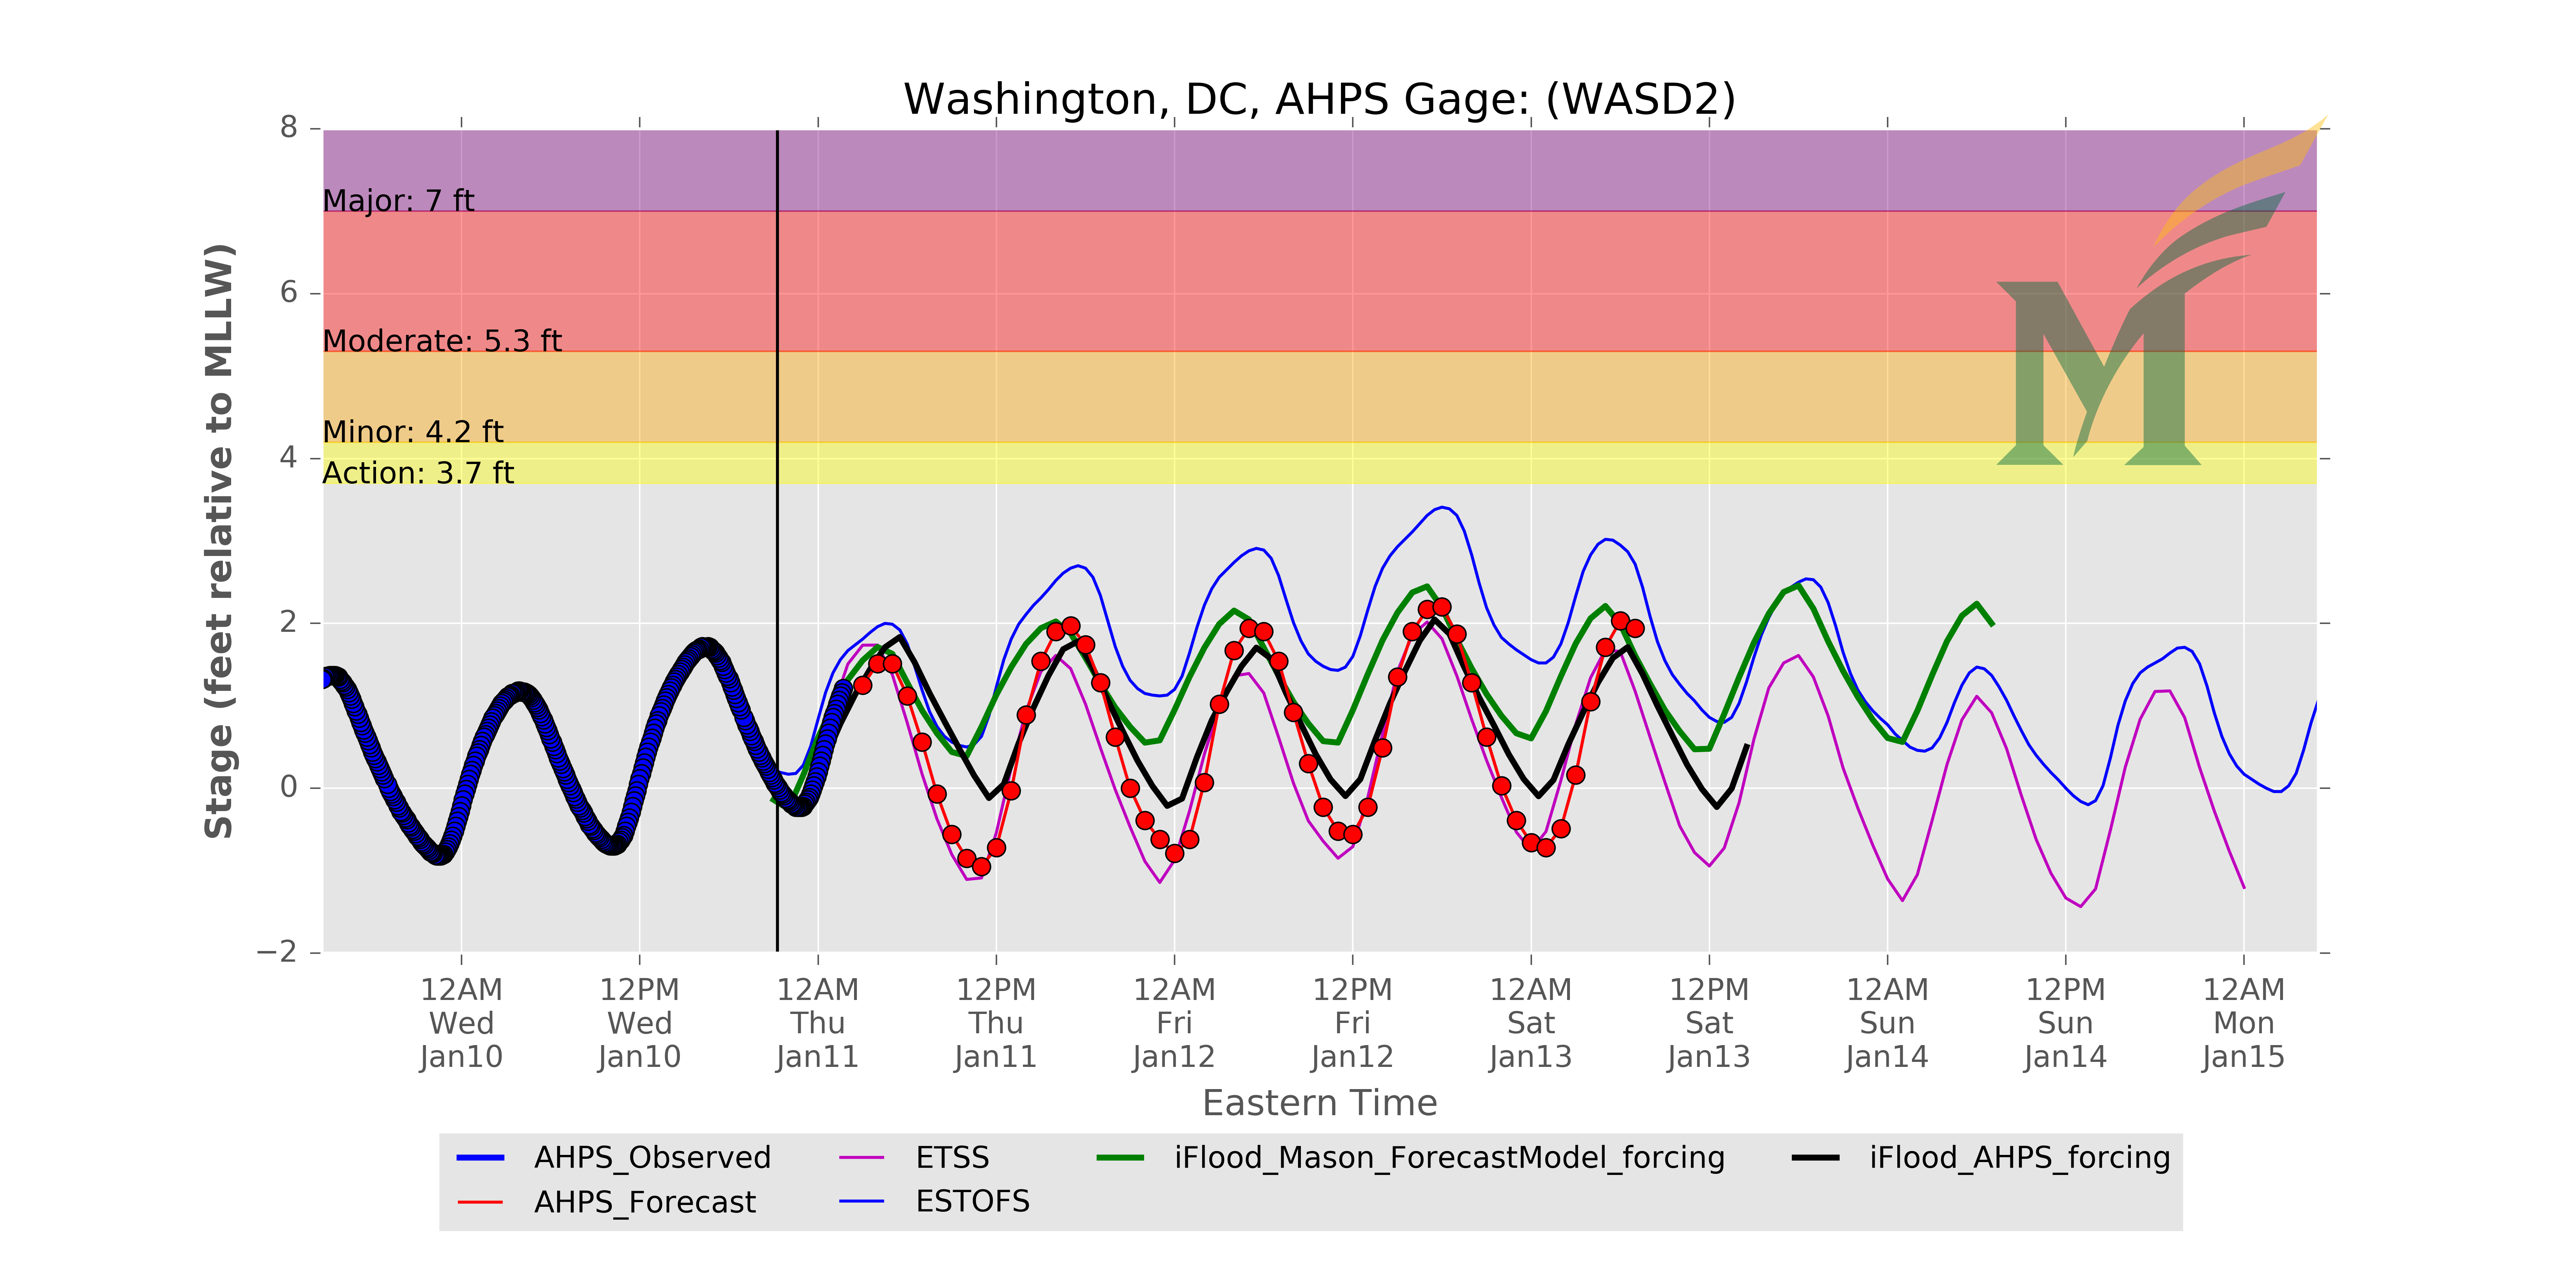 Washington, DC, AHPS Gage: (WASD2)
8
Major: 7 ft
6
Moderate: 5.3 ft
Minor: 4.2 ft
4
Action: 3.7 ft
2
0
−2
Stage (feet relative to MLLW)
12AM 12PM 12AM 12PM 12AM 12PM 12AM 12PM 12AM 12PM 12AM
Wed Wed Thu Thu Fri Fri Sat Sat Sun Sun Mon
Jan10 Jan10 Jan11 Jan11 Jan12 Jan12 Jan13 Jan13 Jan14 Jan14 Jan15
Eastern Time
AHPS_Observed ETSS iFlood_Mason_ForecastModel_forcing iFlood_AHPS_forcing
AHPS_Forecast ESTOFS
M